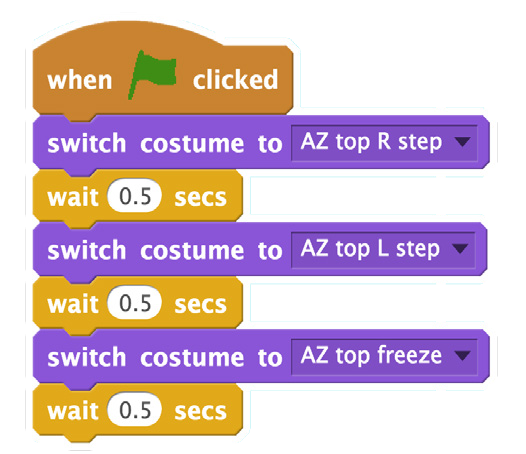 when clicked
switch costume to AZ top R step
wait 0.5 secs
switch costume to AZ top L step
wait 0.5 secs
switch costume to AZ top freeze
wait 0.5 secs